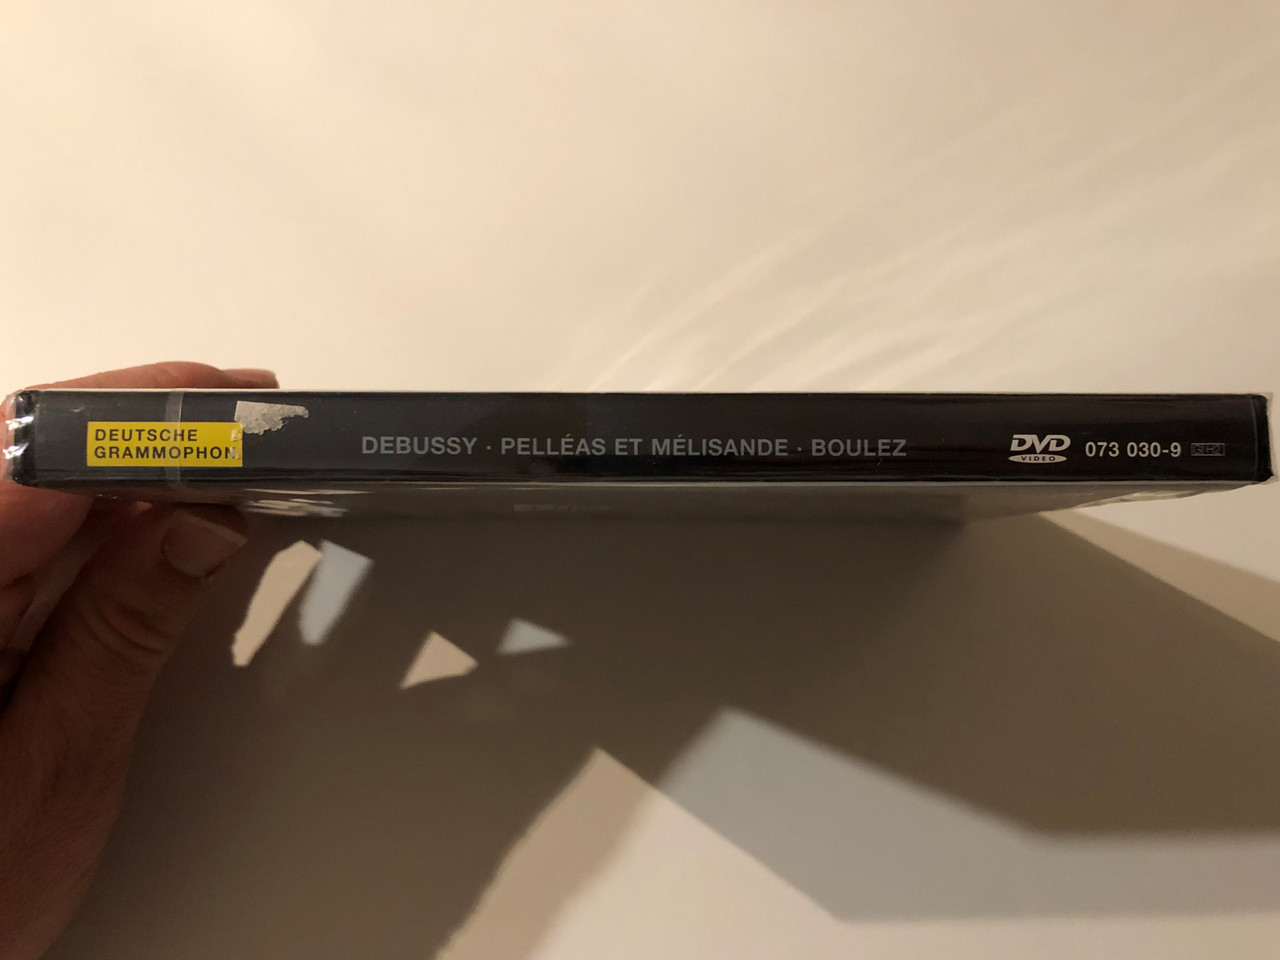 DEUTSCHE
GRAMMOPHON
DEBUSSY · PELLÉAS ET MÉLISANDE · BOULEZ
DVD
VIDEO
073 030-9